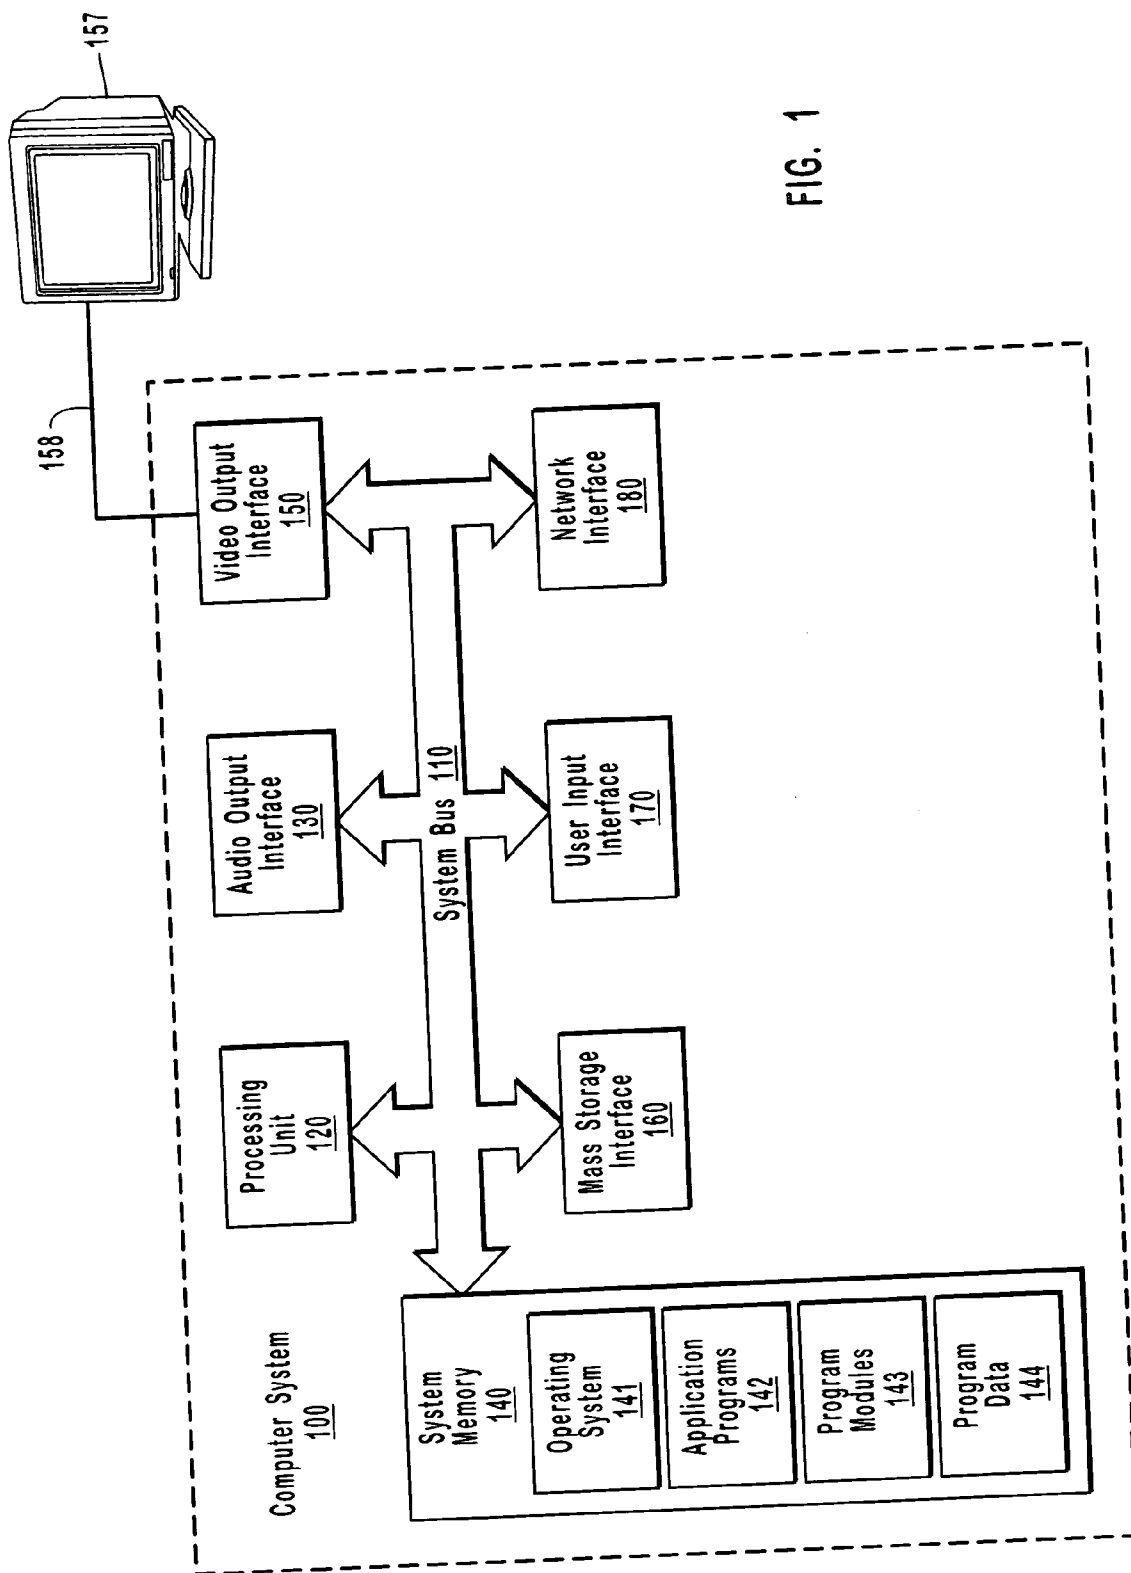 157
158
Computer System
100
Processing
Unit
120
Audio Output
Interface
130
Video Output
Interface
150
System Bus 110
System
Memory
140
Operating
System
141
Application
Programs
142
Program
Modules
143
Program
Data
144
Mass Storage
Interface
160
User Input
Interface
170
Network
Interface
180
FIG. 1